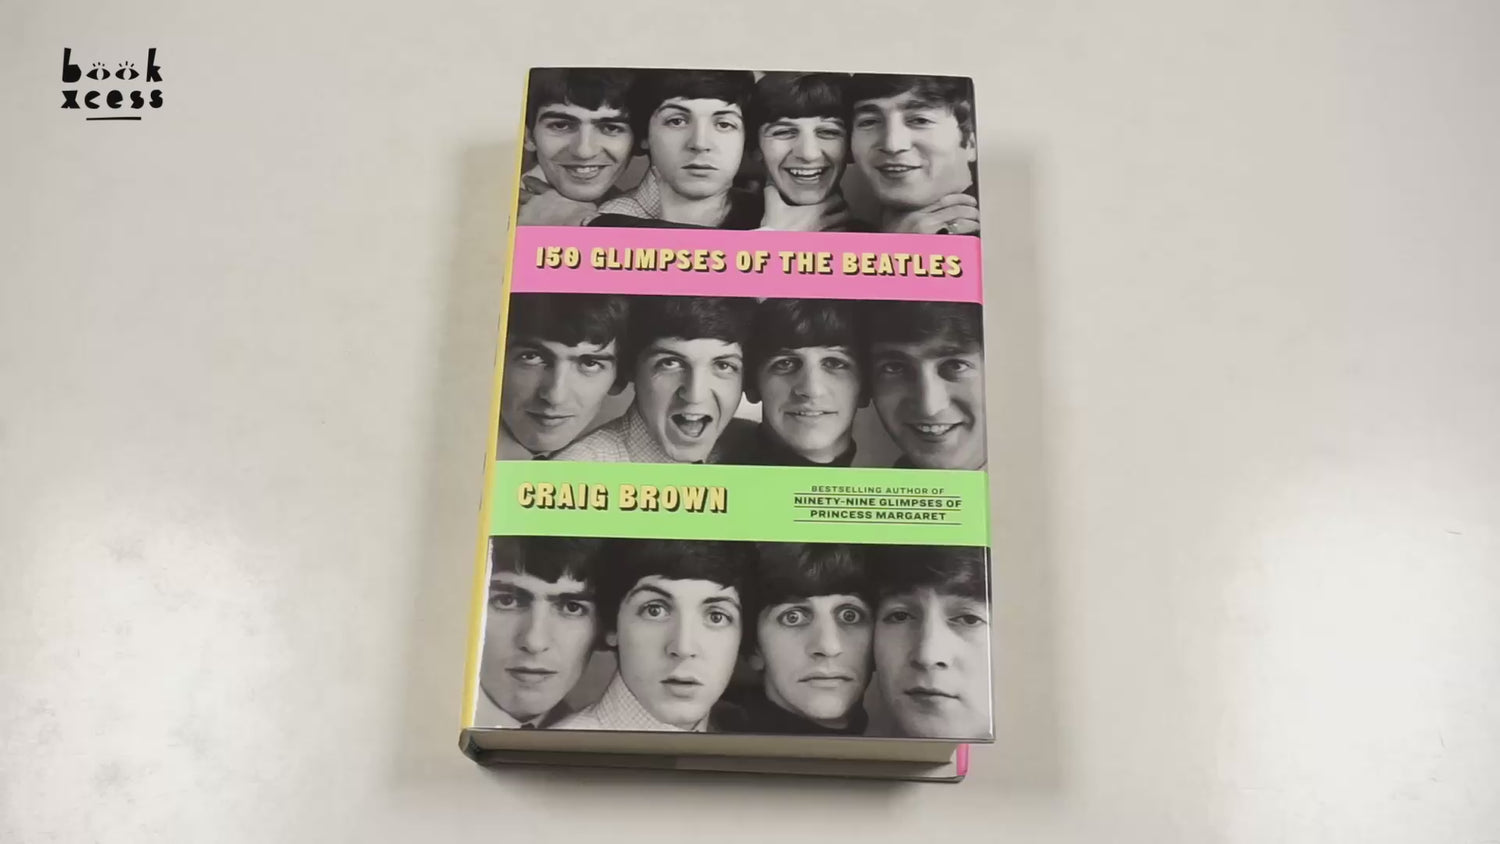 book
xcess
150 GLIMPSES OF THE BEATLES
CRAIG BROWN
BESTSELLING AUTHOR OF
NINETY-NINE GLIMPSES OF
PRINCESS MARGARET